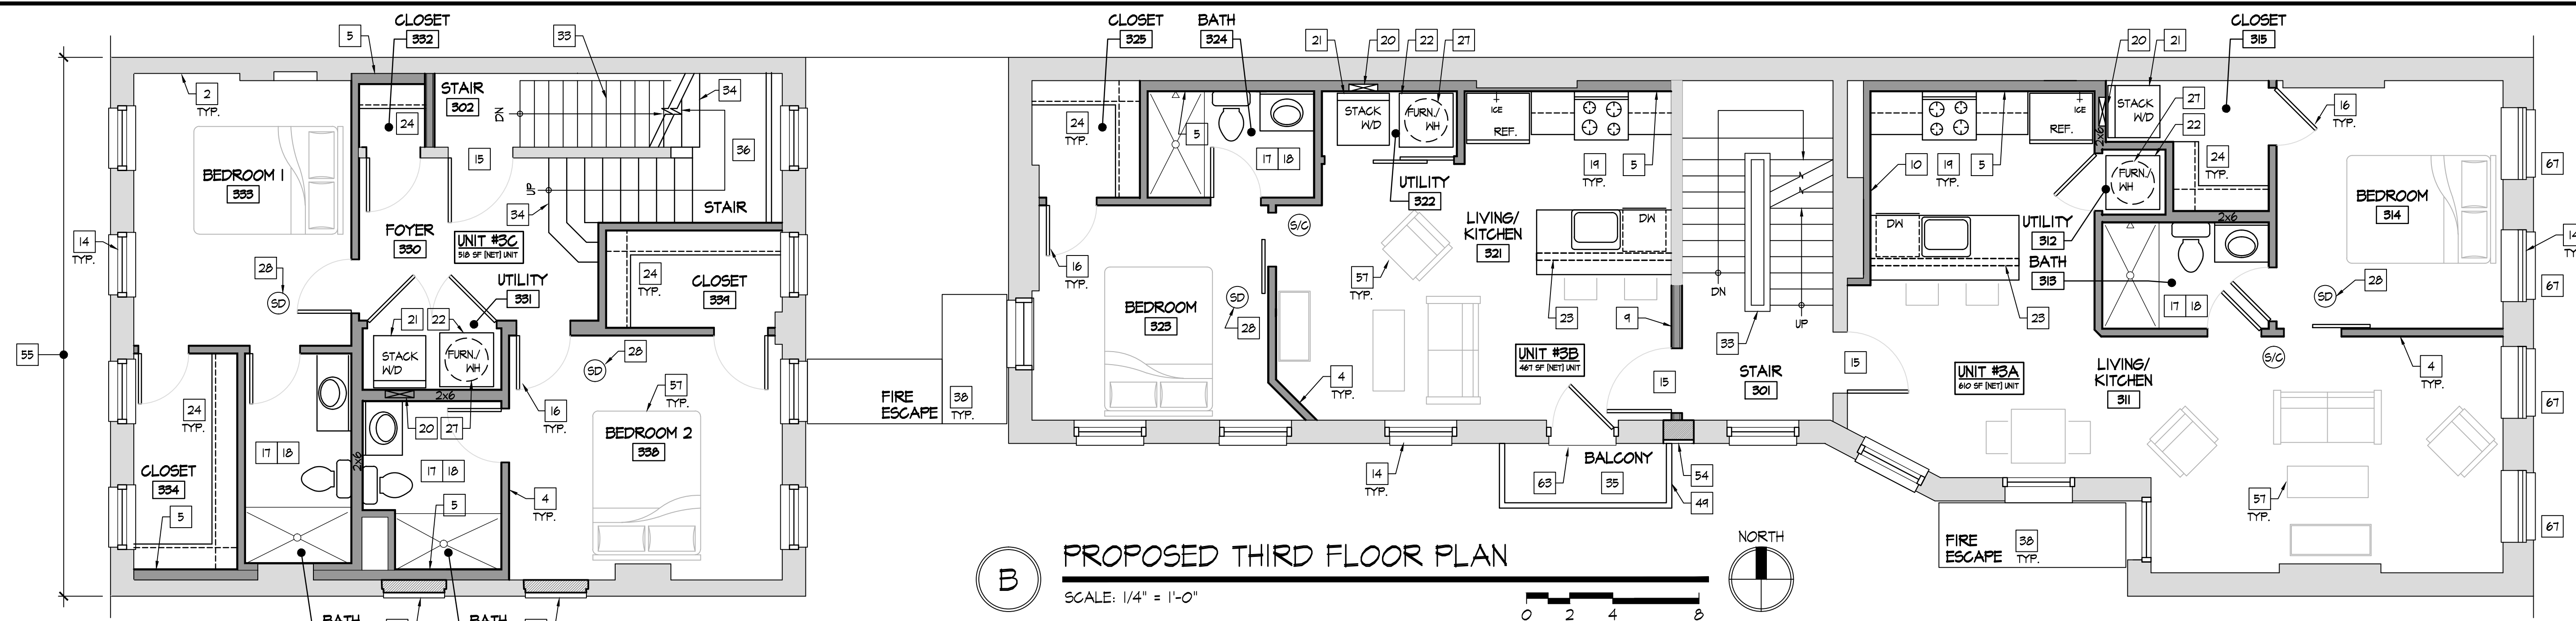 CLOSET
332
5
33
2
TYP.
STAIR
302
DN
34
24
15
36
BEDROOM 1
333
UP
STAIR
34
FOYER
330
UNIT #3C
518 SF [NET] UNIT
14
TYP.
28
SD
UTILITY
331
24
TYP.
CLOSET
339
21
22
STACK
W/D
FURN./
WH
2x6
28
SD
55
57
TYP.
16
TYP.
24
TYP.
20
27
BEDROOM 2
338
CLOSET
334
17
18
2x6
17
18
4
TYP.
5
5
BATH
BATH
FIRE
ESCAPE
38
TYP.
CLOSET
325
BATH
324
21
20
22
27
24
TYP.
5
STACK
W/D
FURN./
WH
ICE
REF.
17
18
19
TYP.
5
UTILITY
322
S/C
LIVING/
KITCHEN
321
DW
16
TYP.
57
TYP.
BEDROOM
323
SD
28
23
9
DN
UP
33
UNIT #3B
467 SF [NET] UNIT
4
TYP.
15
STAIR
301
14
TYP.
BALCONY
63
35
54
49
CLOSET
315
20
21
27
22
16
TYP.
STACK
W/D
ICE
REF.
2x6
10
19
TYP.
5
FURN./
WH
24
TYP.
2x6
67
BEDROOM
314
DW
UTILITY
312
BATH
313
14
TY
17
18
SD
28
67
23
15
S/C
UNIT #3A
610 SF [NET] UNIT
LIVING/
KITCHEN
311
4
TYP.
67
57
TYP.
67
FIRE
ESCAPE
38
TYP.
B
PROPOSED THIRD FLOOR PLAN
SCALE: 1/4" = 1'-0"
0
2
4
8
NORTH